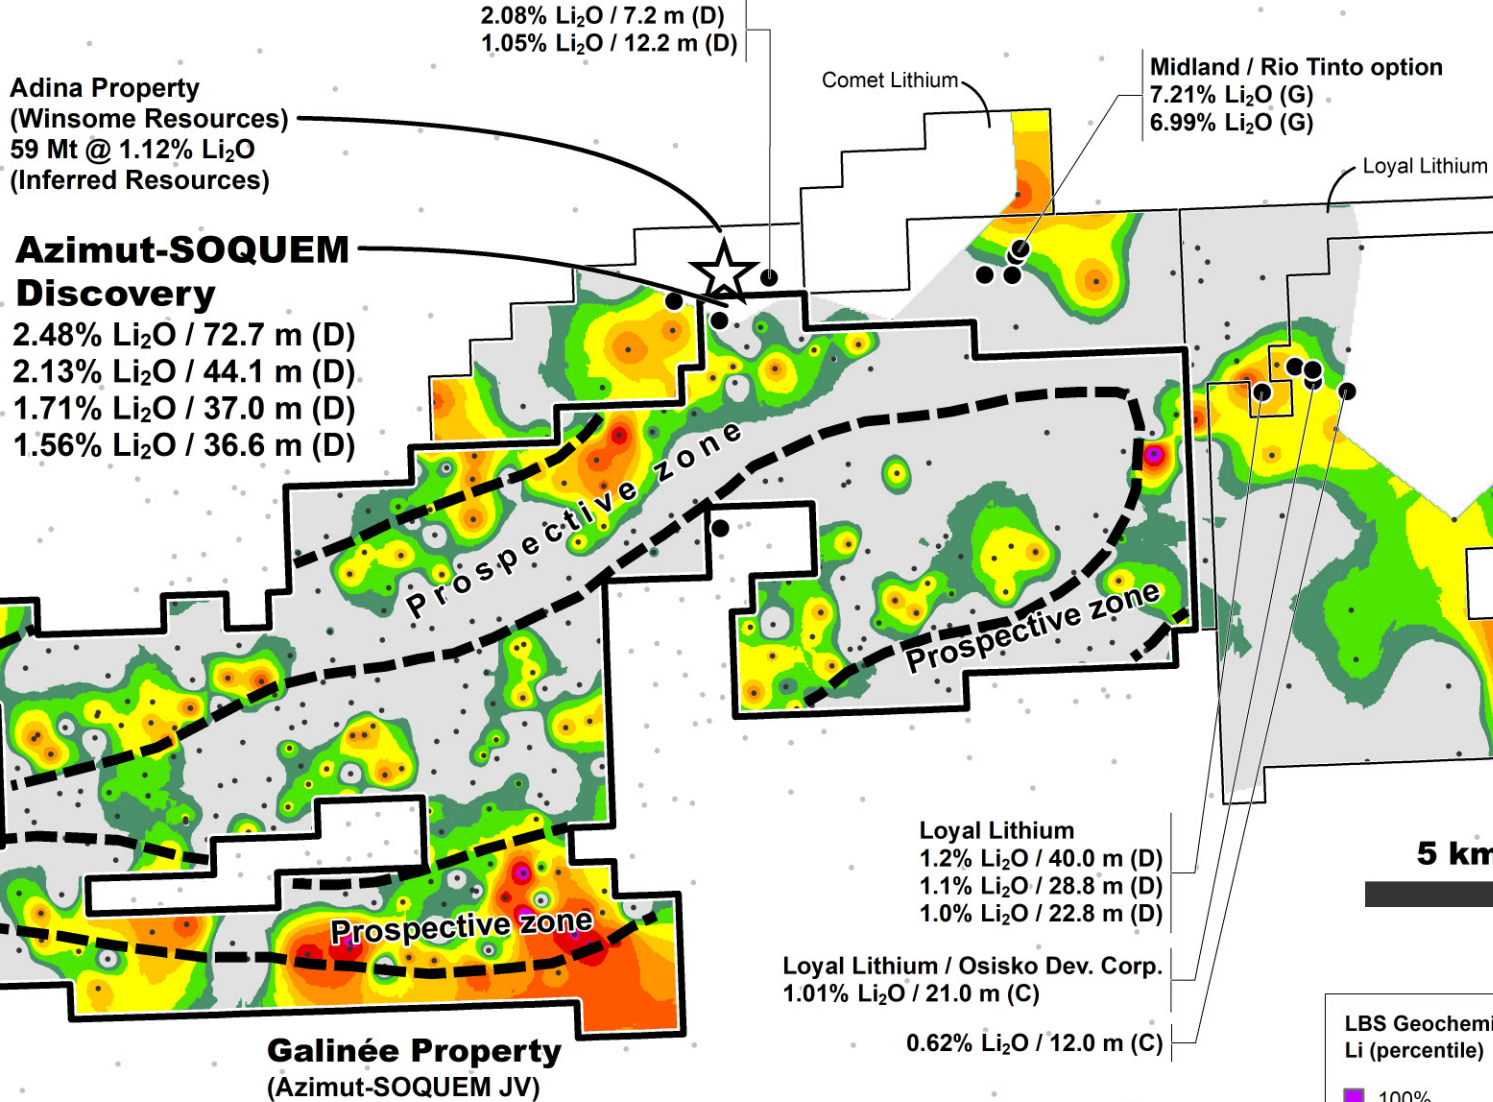 2.08% Li₂O / 7.2 m (D)
1.05% Li₂O / 12.2 m (D)
Adina Property
(Winsome Resources)
59 Mt @ 1.12% Li₂O
(Inferred Resources)
Comet Lithium
Midland / Rio Tinto option
7.21% Li₂O (G)
6.99% Li₂O (G)
Loyal Lithium
Azimut-SOQUEM
Discovery
2.48% Li₂O / 72.7 m (D)
2.13% Li₂O / 44.1 m (D)
1.71% Li₂O / 37.0 m (D)
1.56% Li₂O / 36.6 m (D)
Prospective zone
Prospective zone
Prospective zone
Loyal Lithium
1.2% Li₂O / 40.0 m (D)
1.1% Li₂O / 28.8 m (D)
1.0% Li₂O / 22.8 m (D)
5 km
Loyal Lithium / Osisko Dev. Corp.
1.01% Li₂O / 21.0 m (C)
0.62% Li₂O / 12.0 m (C)
Galinée Property
(Azimut-SOQUEM JV)
LBS Geochemi
Li (percentile)
100%